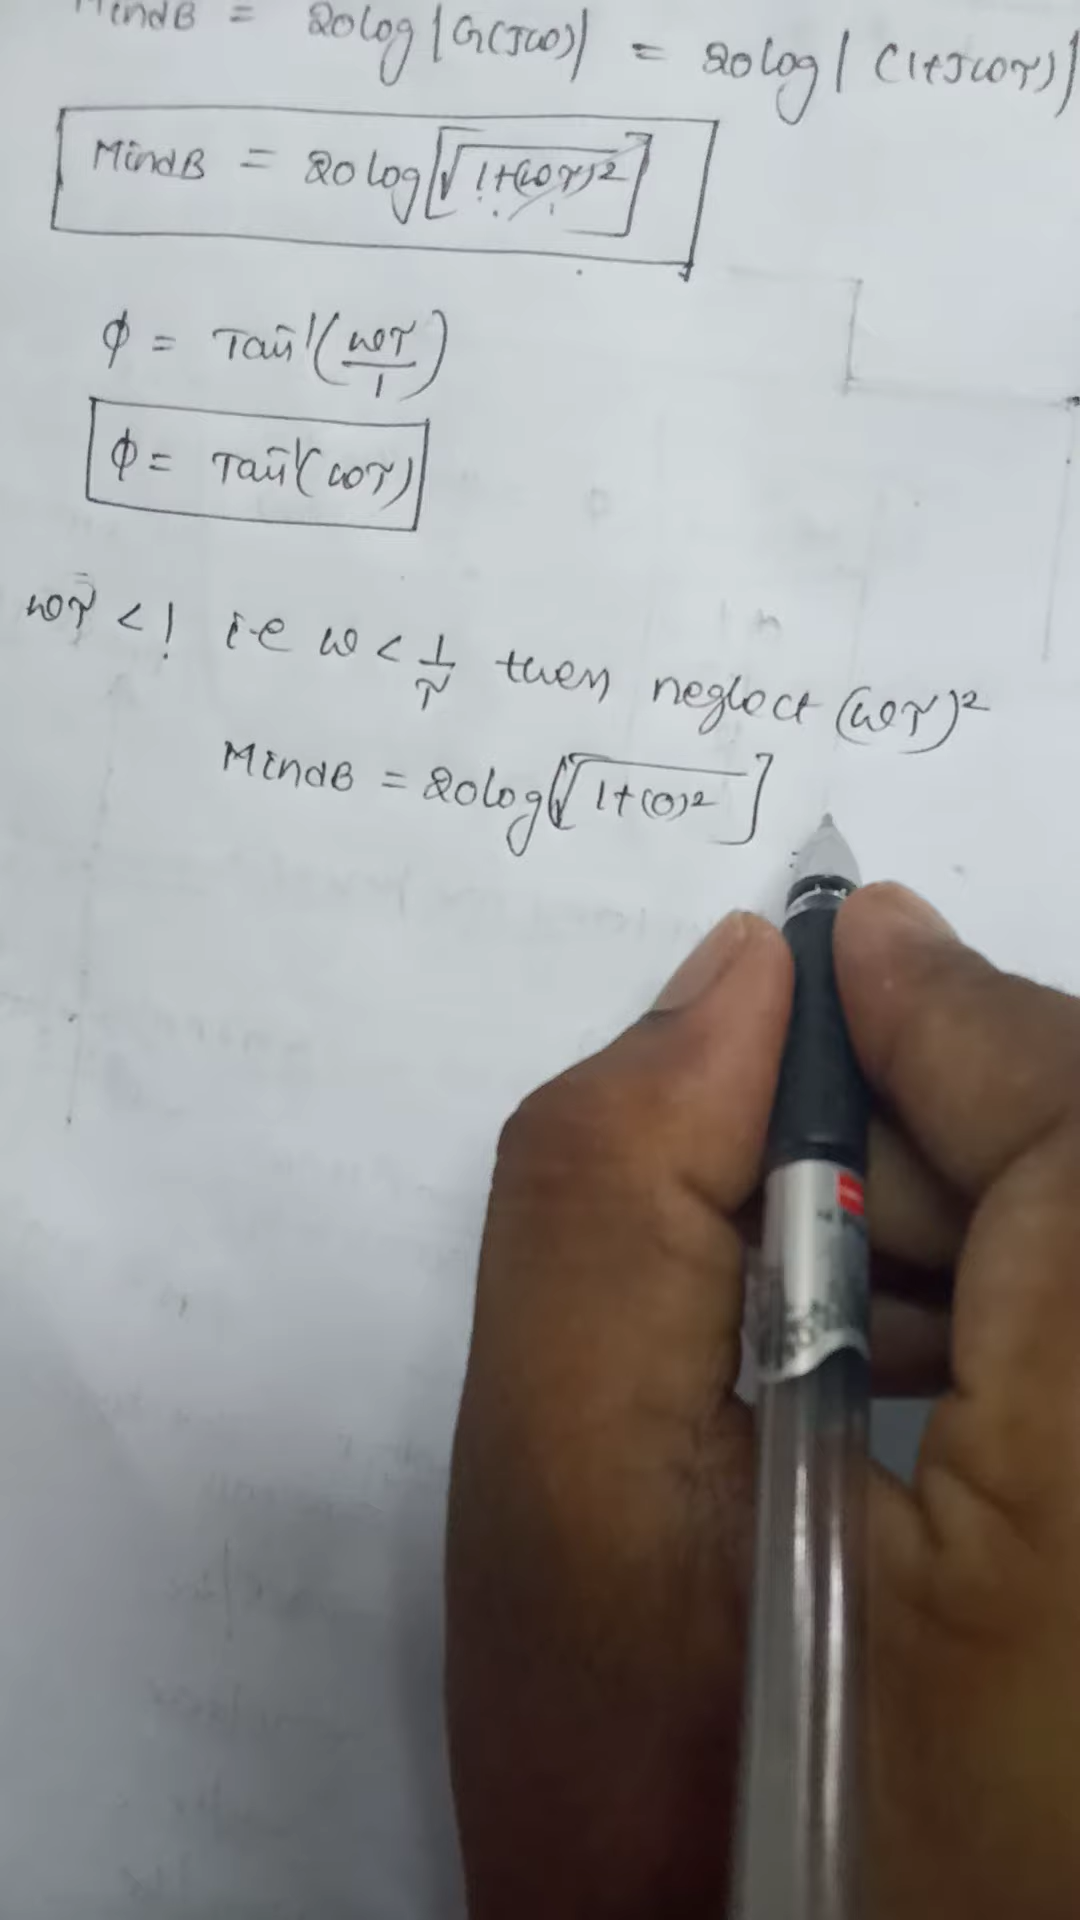 MindB = 20log|G(jω)| = 20log|(1+jωτ)|
MindB = 20log[√1+(ωτ)²]
ϕ = Tan⁻¹(ωτ/1)
ϕ = Tan⁻¹(ωτ)
ωτ < 1 i.e ω < 1/τ then neglect (ωτ)²
MindB = 20log[√1+(0)²]